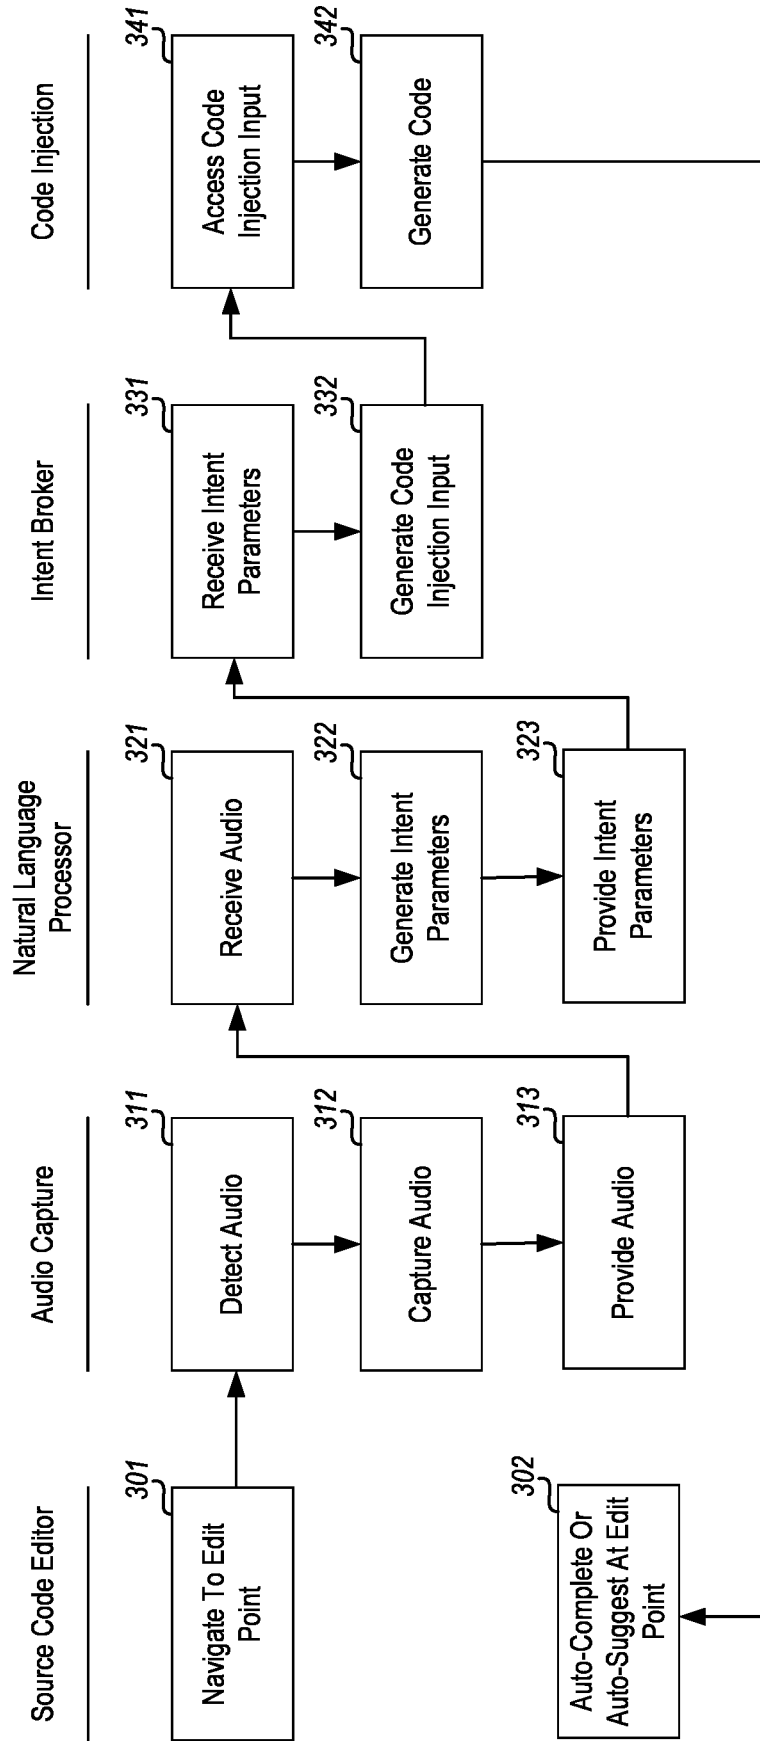 Source Code Editor
301
Navigate To Edit
Point
302
Auto-Complete Or
Auto-Suggest At Edit
Point
Audio Capture
311
Detect Audio
312
Capture Audio
313
Provide Audio
Natural Language
Processor
321
Receive Audio
322
Generate Intent
Parameters
323
Provide Intent
Parameters
Intent Broker
331
Receive Intent
Parameters
332
Generate Code
Injection Input
Code Injection
341
Access Code
Injection Input
342
Generate Code